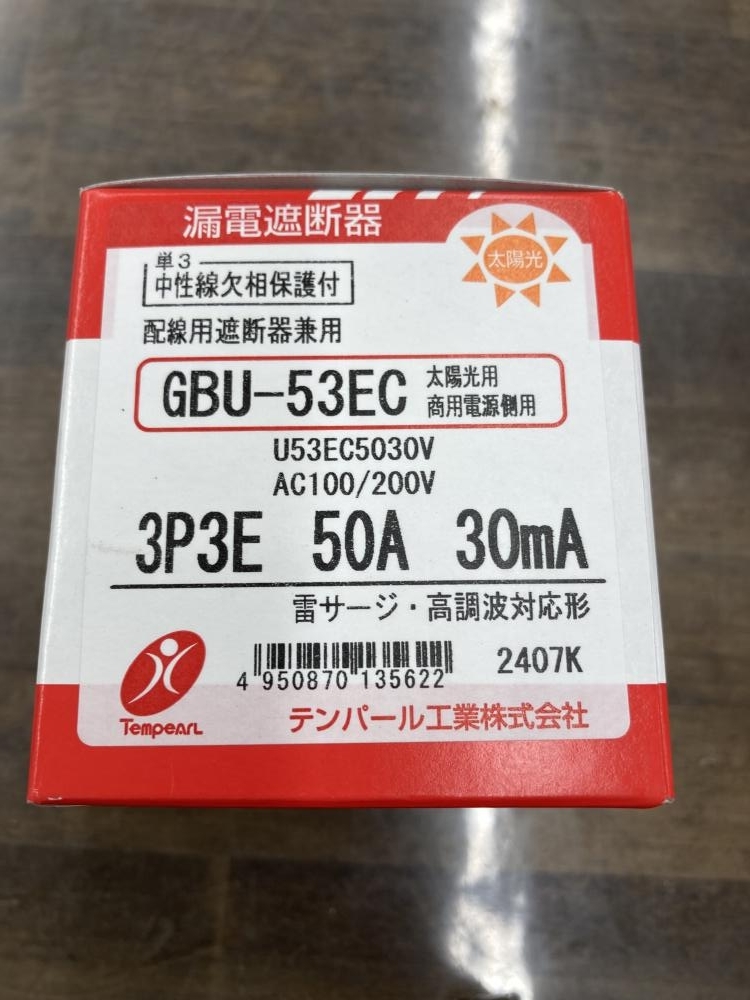 漏電遮断器
太陽光
単3
中性線欠相保護付
配線用遮断器兼用
GBU-53EC
太陽光用
商用電源側用
U53EC5030V
AC100/200V
3P3E 50A 30mA
雷サージ・高調波対応形
4 950870 135622
2407K
Tempearl
テンパール工業株式会社